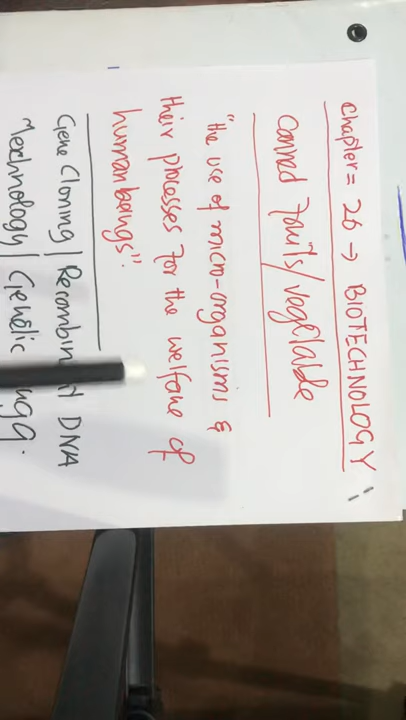 Chapter = 26 → BIOTECHNOLOGY
Canned Fruits/Vegetable
"the use of micro-organisms &
their processes for the welfare of
human beings".
Gene Cloning | Recombin DNA
Technology | Genetic